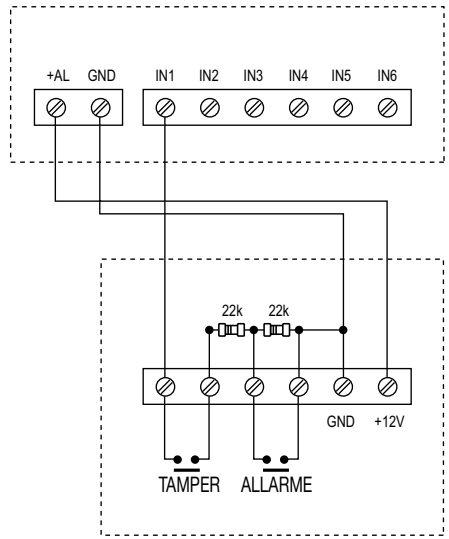 +AL GND IN1 IN2 IN3 IN4 IN5 IN6
22k 22k
GND +12V
TAMPER ALLARME